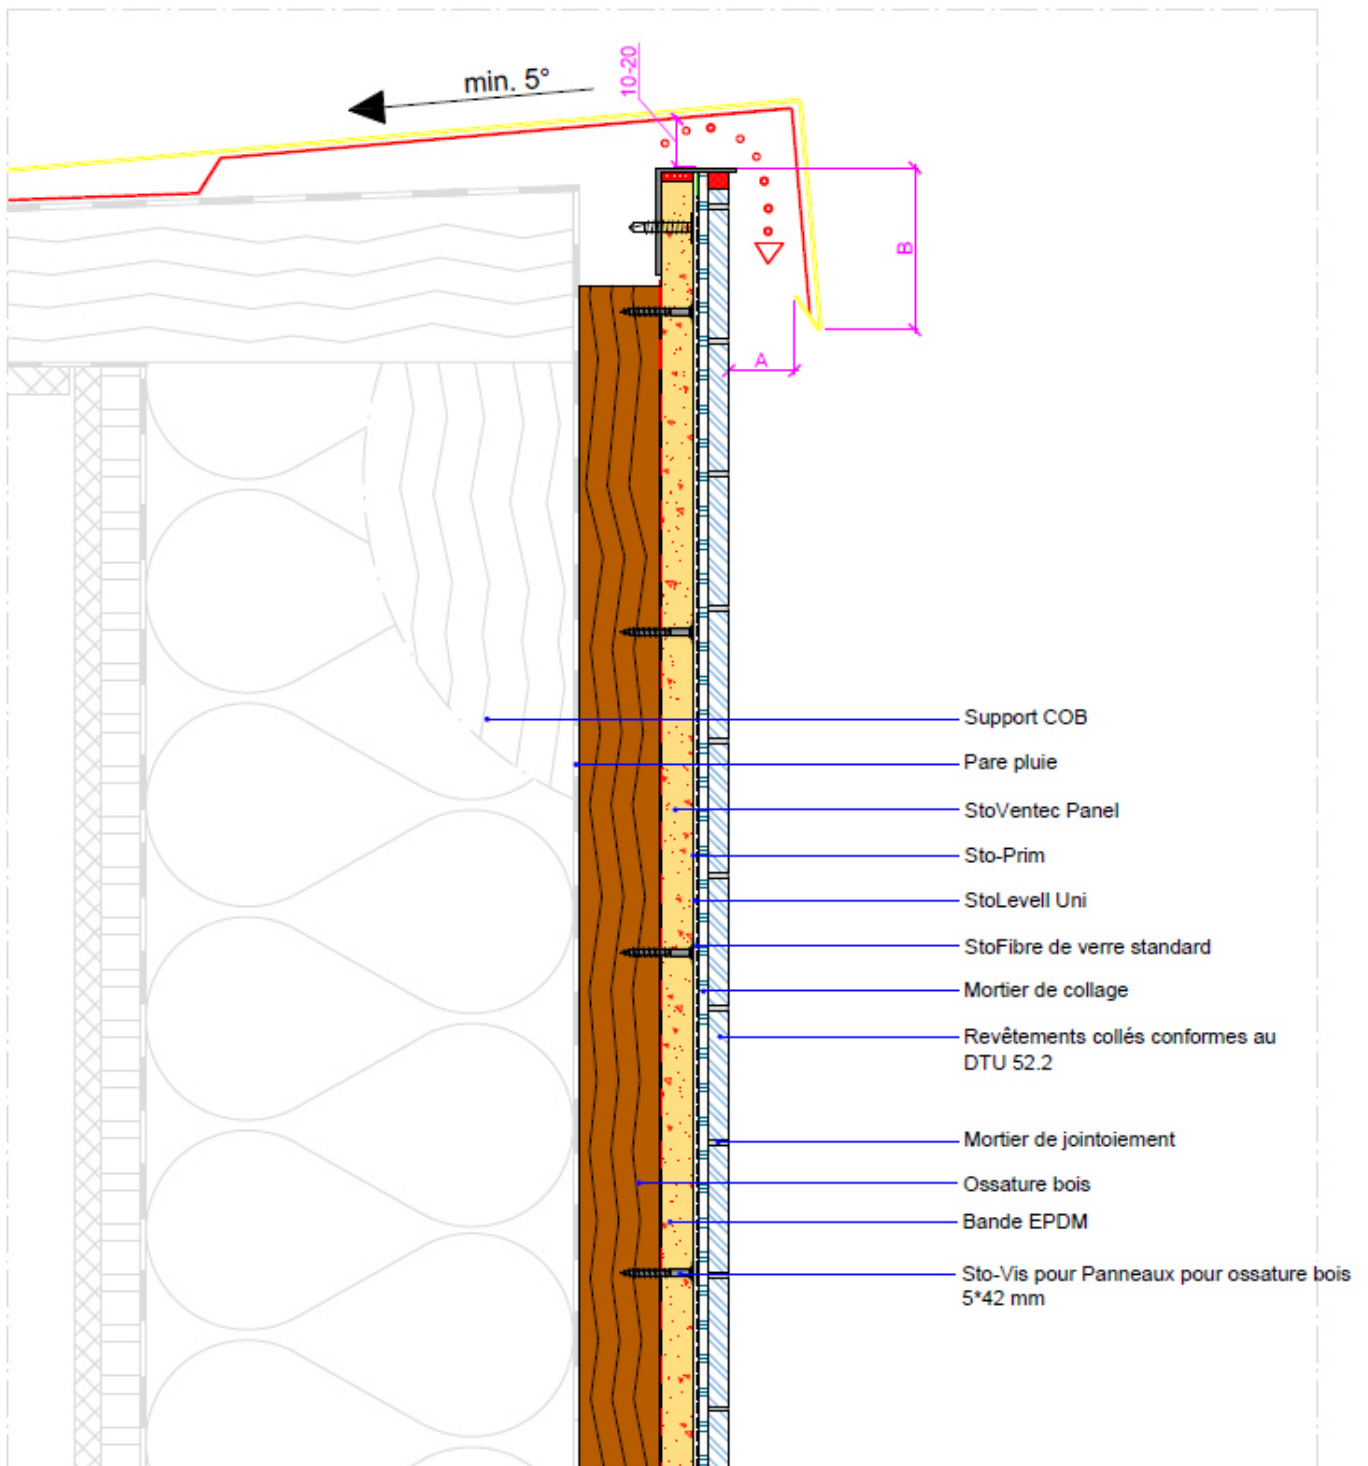 10-20
min. 5°
B
A
Support COB
Pare pluie
StoVentec Panel
Sto-Prim
StoLevell Uni
StoFibre de verre standard
Mortier de collage
Revêtements collés conformes au
DTU 52.2
Mortier de jointoiement
Ossature bois
Bande EPDM
Sto-Vis pour Panneaux pour ossature bois
5*42 mm